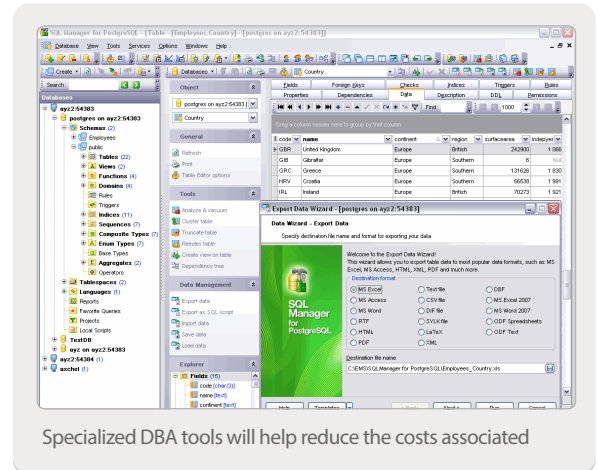 SQL Manager for PostgreSQL - [Table - [Employees.Country] - [postgres on ayz2:54383]]
Database View Tools Services Options Windows Help
Create
Databases
Country
Search:
Databases
ayz2:54383
postgres on ayz2:54383
Schemas (2)
Employees
public
Tables (22)
Views (2)
Functions (4)
Domains (4)
Rules
Triggers
Indices (11)
Sequences (7)
Composite Types (7)
Enum Types (7)
Base Types
Aggregates (2)
Operators
Tablespaces (2)
Languages (1)
Reports
Favorite Queries
Projects
Local Scripts
TestDB
ayz on ayz2:54383
ayz2:54384 (1)
aschel (1)
Object
postgres on ayz2:54383
Country
General
Refresh
Print
Table Editor options
Tools
Analyze & vacuum
Cluster table
Truncate table
Reindex table
Create view on table
Dependency tree
Data Management
Export data
Export as SQL script
Import data
Save data
Load data
Explorer
Fields (15)
code [char(3)]
name [text]
continent [text]
Fields Foreign Keys Checks Indices Triggers Rules
Properties Dependencies Data Description DDL Permissions
Find: 1000
Drag a column header here to group by that column
code name continent region surfacearea indepyear
GBR United Kingdom Europe British 242900 1 066
GIB Gibraltar Europe Southern 6 Null
GRC Greece Europe Southern 131626 1 830
HRV Croatia Europe Southern 56538 1 991
IRL Ireland Europe British 70273 1 921
Export Data Wizard - [postgres on ayz2:54383]
Data Wizard - Export Data
Specify destination file name and format for exporting your data
SQL
Manager
for
PostgreSQL
Welcome to the Export Data Wizard!
This wizard allows you to export table data to most popular data formats, such as MS
Excel, MS Access, HTML, XML, PDF and much more.
Destination format
MS Excel Text file DBF
MS Access CSV file MS Excel 2007
MS Word DIF file MS Word 2007
RTF SYLK file ODF Spreadsheets
HTML LaTeX ODF Text
PDF XML
Destination file name
C:\EMS\SQLManager for PostgreSQL\Employees_Country.xls
Help Templates Next Run Cancel
Specialized DBA tools will help reduce the costs associated